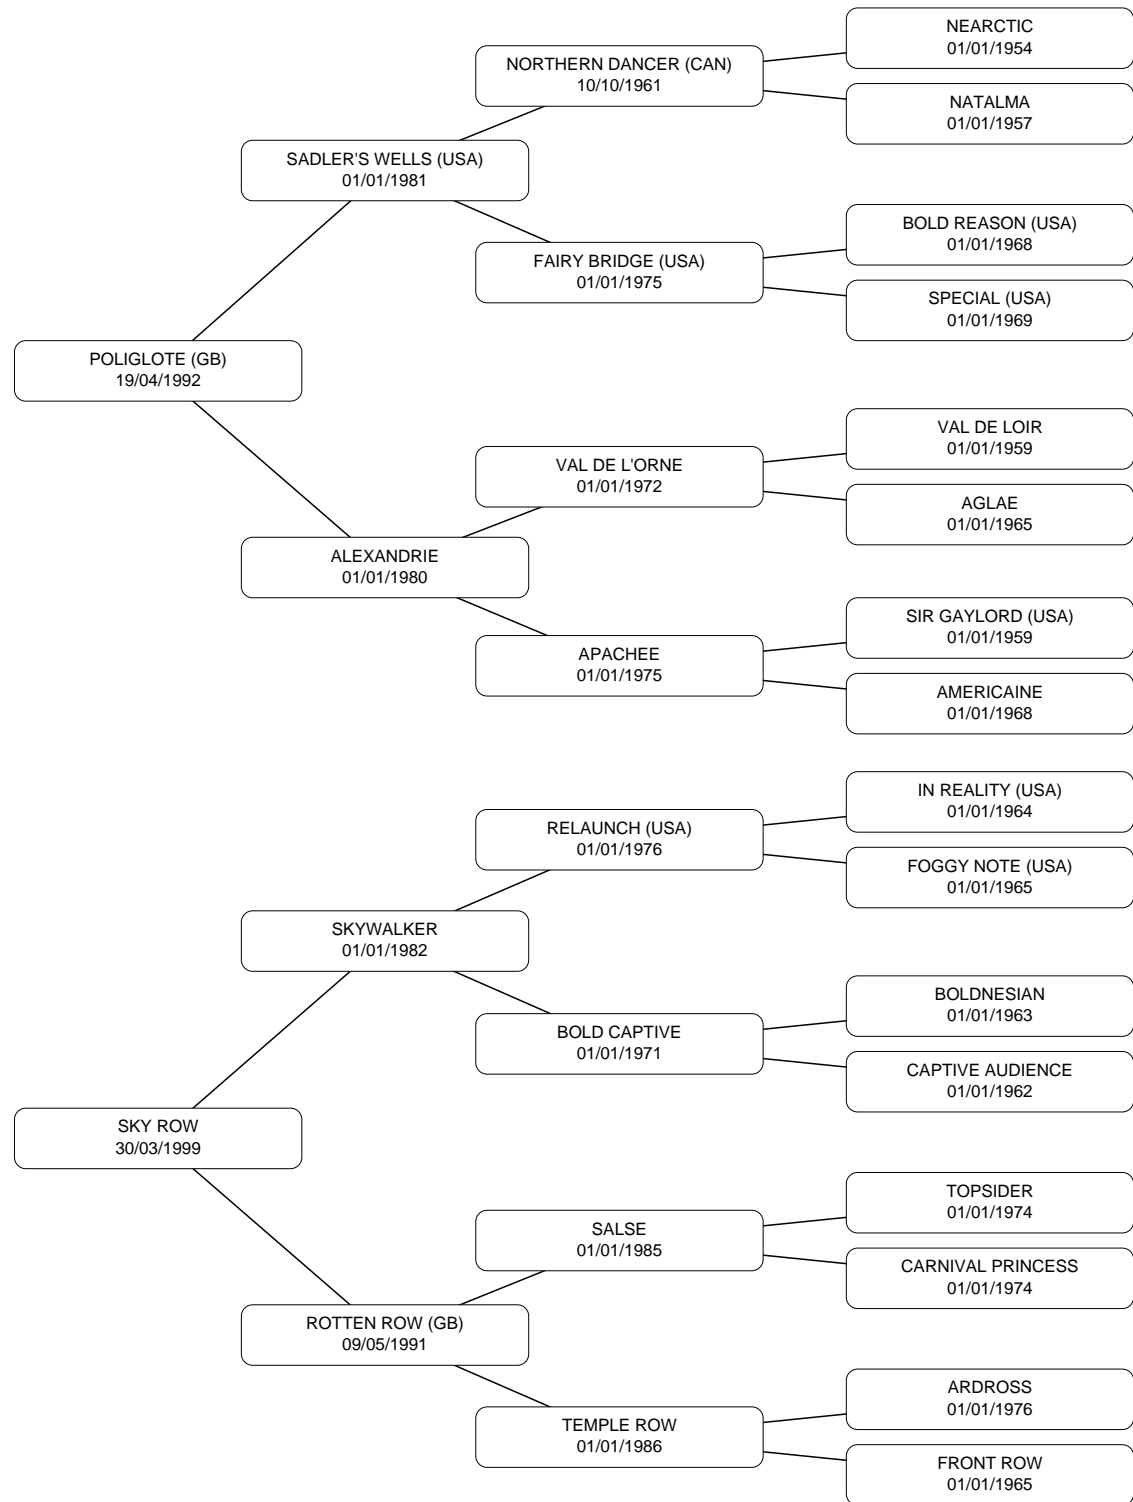 NEARCTIC
01/01/1954
NORTHERN DANCER (CAN)
10/10/1961
NATALMA
01/01/1957
SADLER'S WELLS (USA)
01/01/1981
BOLD REASON (USA)
01/01/1968
FAIRY BRIDGE (USA)
01/01/1975
SPECIAL (USA)
01/01/1969
POLIGLOTE (GB)
19/04/1992
VAL DE LOIR
01/01/1959
VAL DE L'ORNE
01/01/1972
AGLAE
01/01/1965
ALEXANDRIE
01/01/1980
SIR GAYLORD (USA)
01/01/1959
APACHEE
01/01/1975
AMERICAINE
01/01/1968
IN REALITY (USA)
01/01/1964
RELAUNCH (USA)
01/01/1976
FOGGY NOTE (USA)
01/01/1965
SKYWALKER
01/01/1982
BOLDNESIAN
01/01/1963
BOLD CAPTIVE
01/01/1971
CAPTIVE AUDIENCE
01/01/1962
SKY ROW
30/03/1999
TOPSIDER
01/01/1974
SALSE
01/01/1985
CARNIVAL PRINCESS
01/01/1974
ROTTEN ROW (GB)
09/05/1991
ARDROSS
01/01/1976
TEMPLE ROW
01/01/1986
FRONT ROW
01/01/1965